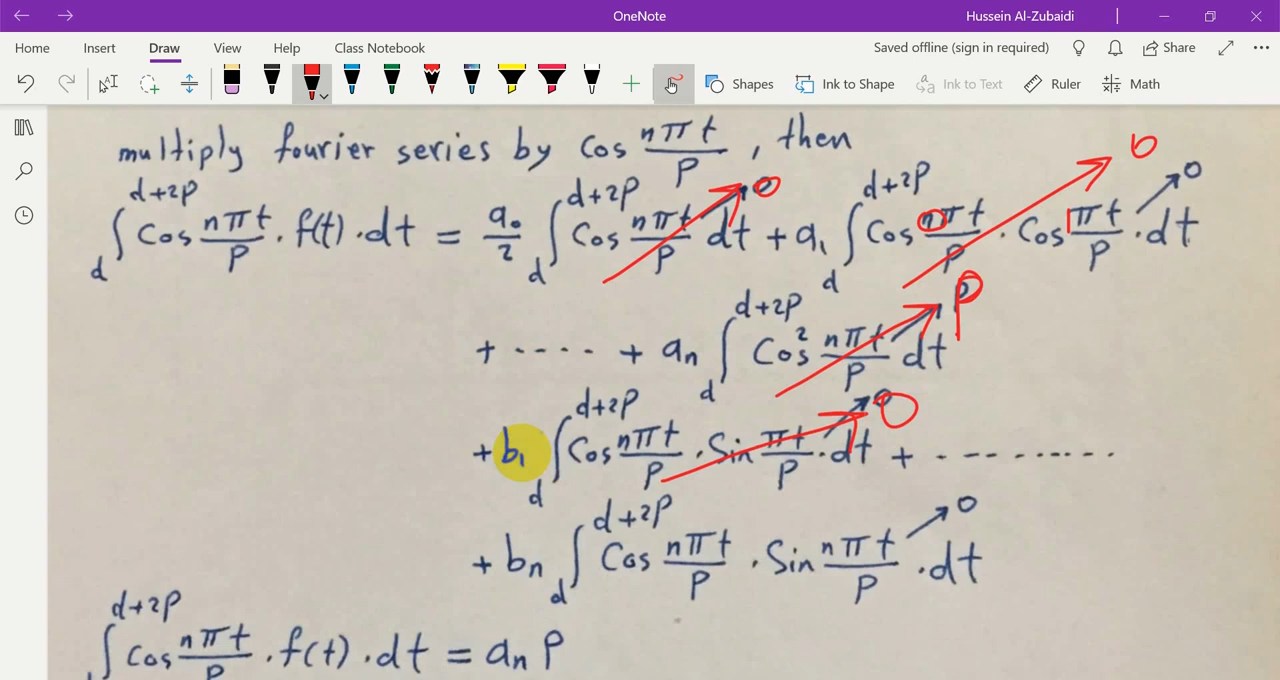 OneNote
Hussein Al-Zubaidi
Home Insert Draw View Help Class Notebook
Saved offline (sign in required) Share
Shapes Ink to Shape Ink to Text Ruler Math
multiply fourier series by Cos nπt/P , then
∫_d^{d+2P} Cos nπt/P . f(t) . dt = a₀/2 ∫_d^{d+2P} Cos nπt/P dt → 0 + a₁ ∫_d^{d+2P} Cos nπt/P . Cos πt/P . dt → 0
+ ---- + aₙ ∫_d^{d+2P} Cos² nπt/P dt → P
+ b₁ ∫_d^{d+2P} Cos nπt/P . Sin πt/P . dt → 0 + ----------
+ bₙ ∫_d^{d+2P} Cos nπt/P . Sin nπt/P . dt → 0
∫^{d+2P} Cos nπt/P . f(t) . dt = aₙ P